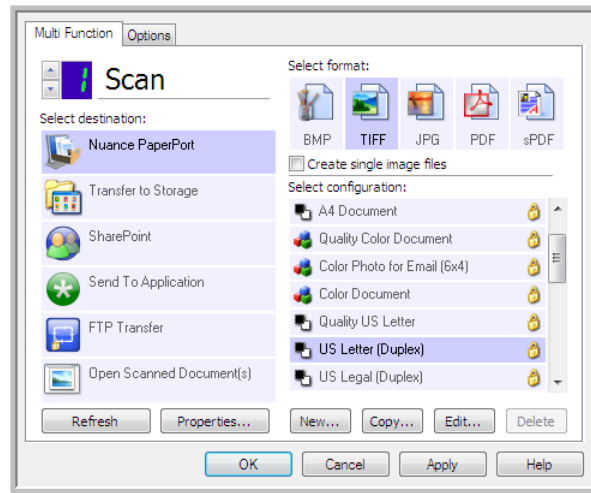 Multi Function
Options
1
Scan
Select destination:
Nuance PaperPort
Transfer to Storage
SharePoint
Send To Application
FTP Transfer
Open Scanned Document(s)
Refresh
Properties...
Select format:
BMP
TIFF
JPG
PDF
sPDF
Create single image files
Select configuration:
A4 Document
Quality Color Document
Color Photo for Email (6x4)
Color Document
Quality US Letter
US Letter (Duplex)
US Legal (Duplex)
New...
Copy...
Edit...
Delete
OK
Cancel
Apply
Help